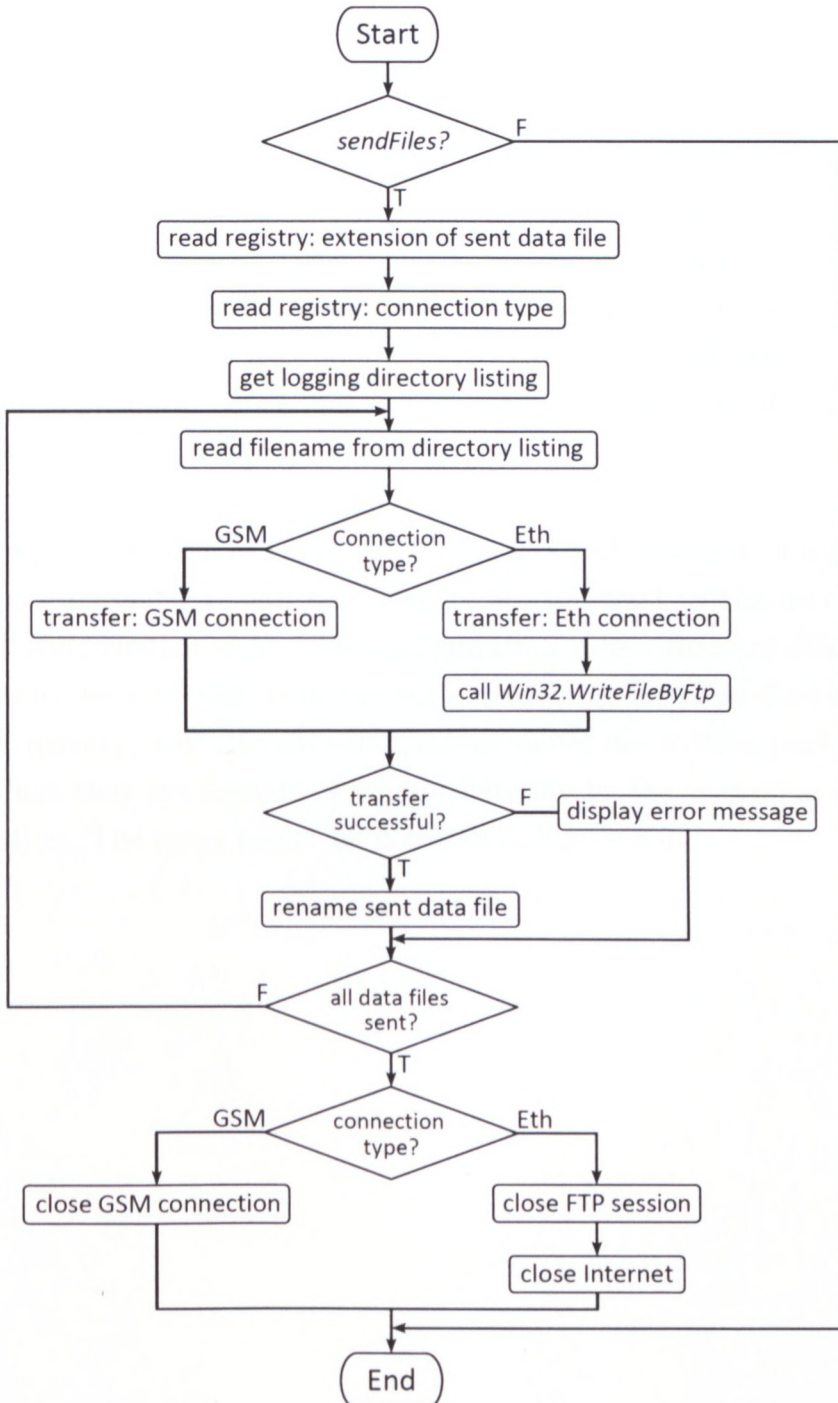 Start
sendFiles?
F
T
read registry: extension of sent data file
read registry: connection type
get logging directory listing
read filename from directory listing
GSM
Connection
type?
Eth
transfer: GSM connection
transfer: Eth connection
call Win32.WriteFileByFtp
transfer
successful?
F
display error message
T
rename sent data file
F
all data files
sent?
T
GSM
connection
type?
Eth
close GSM connection
close FTP session
close Internet
End